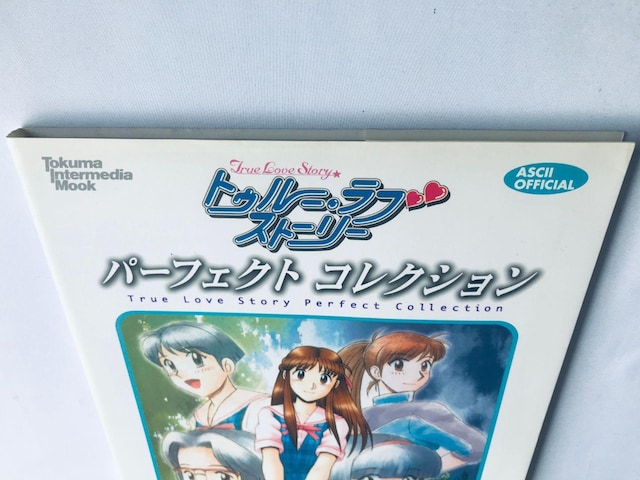 Tokuma
Intermedia
Mook
True Love Story
トゥルー・ラブ
ストーリー
ASCII
OFFICIAL
パーフェクト コレクション
True Love Story Perfect Collection